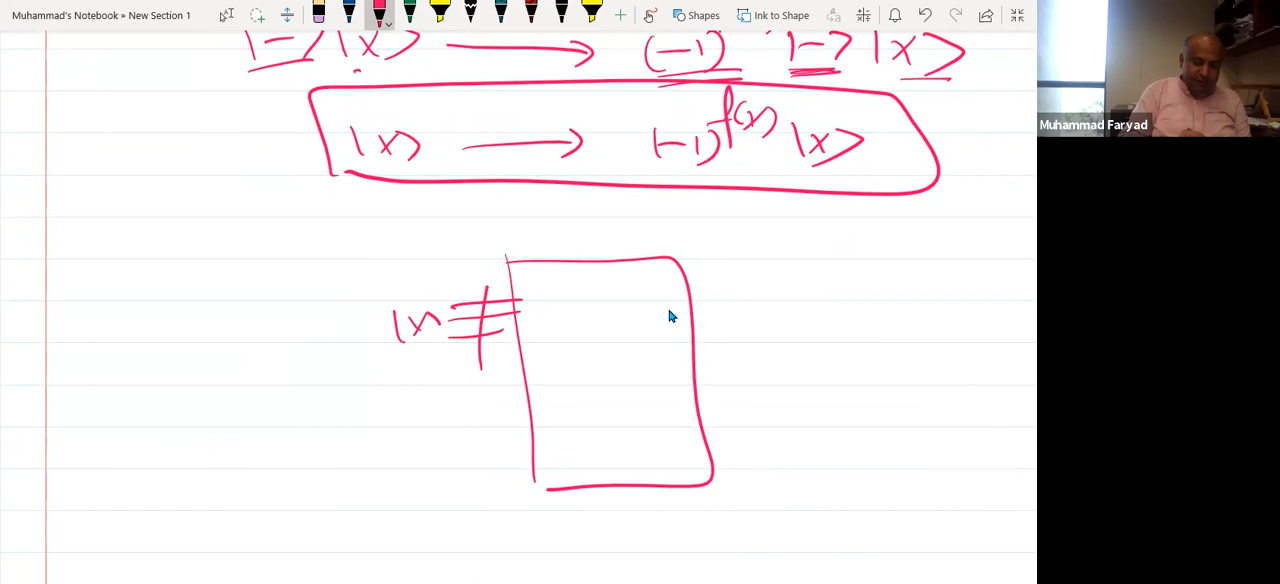 Muhammad's Notebook » New Section 1
Shapes
Ink to Shape
|−⟩|x⟩ ⟶ (−1) |−⟩ |x⟩
|x⟩ ⟶ (−1)^f(x) |x⟩
|x⟩
Muhammad Faryad